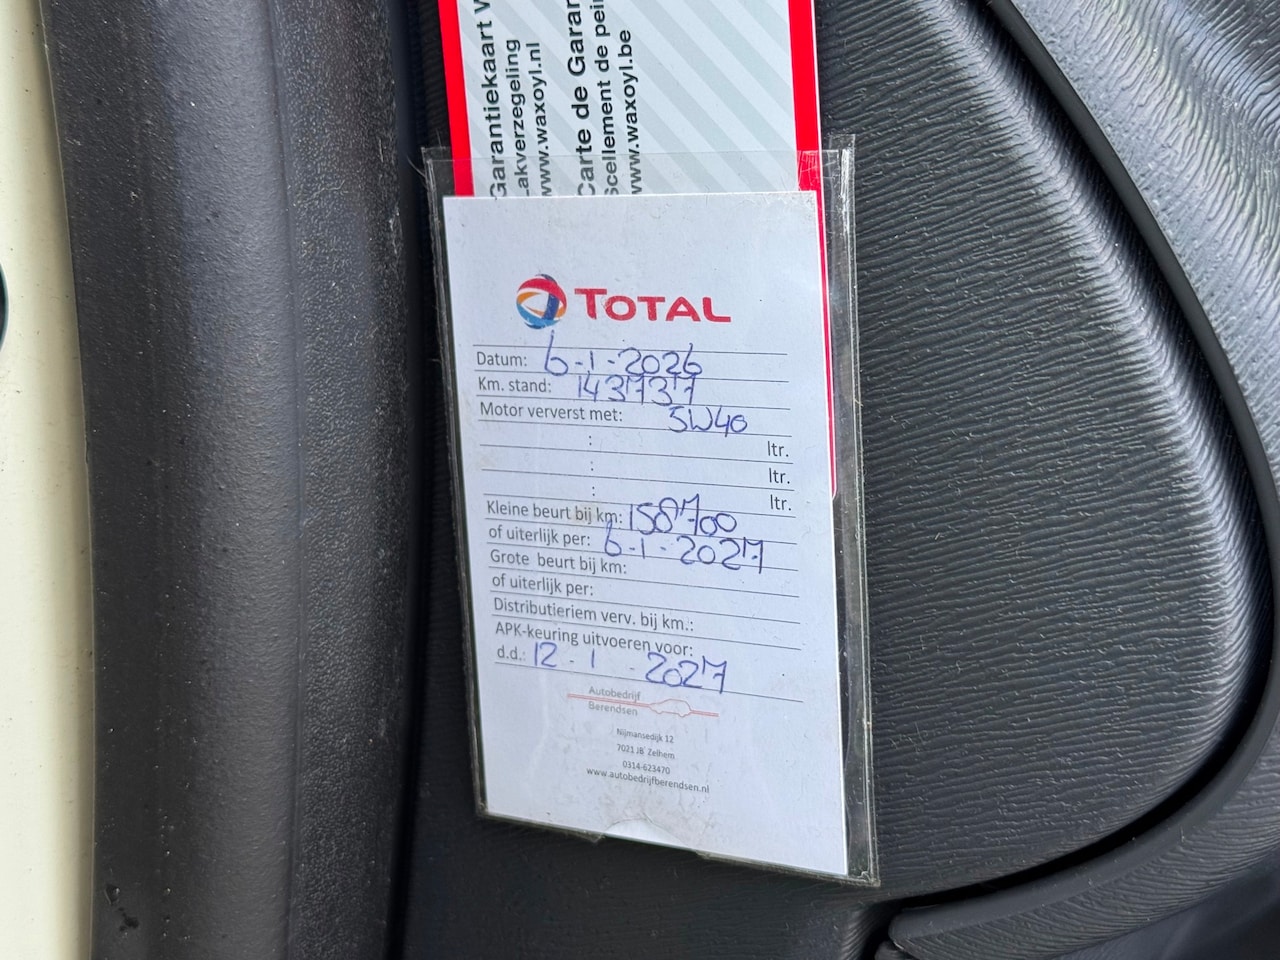 Garantiekaart
Lakverzegeling
www.waxoyl.nl
Carte de Garan
Scellement de pein
www.waxoyl.be
TOTAL
Datum: 6-1-2026
Km. stand: 143737
Motor ververst met: 5W40
: ltr.
: ltr.
: ltr.
Kleine beurt bij km: 158700
of uiterlijk per: 6-1-2027
Grote beurt bij km:
of uiterlijk per:
Distributieriem verv. bij km.:
APK-keuring uitvoeren voor:
d.d.: 12-1-2027
Autobedrijf
Berendsen
Nijmansedijk 12
7021 JB Zelhem
0314-623470
www.autobedrijfberendsen.nl